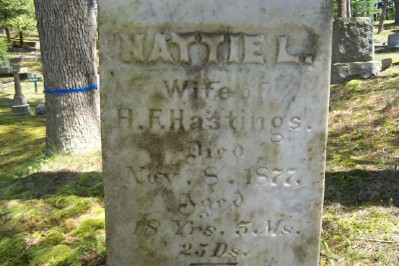 NATTIE L.
Wife of
H. F. Hastings.
Died
Nov. 8. 1877.
Aged
18 Yrs. 5. Ms.
25 Ds.